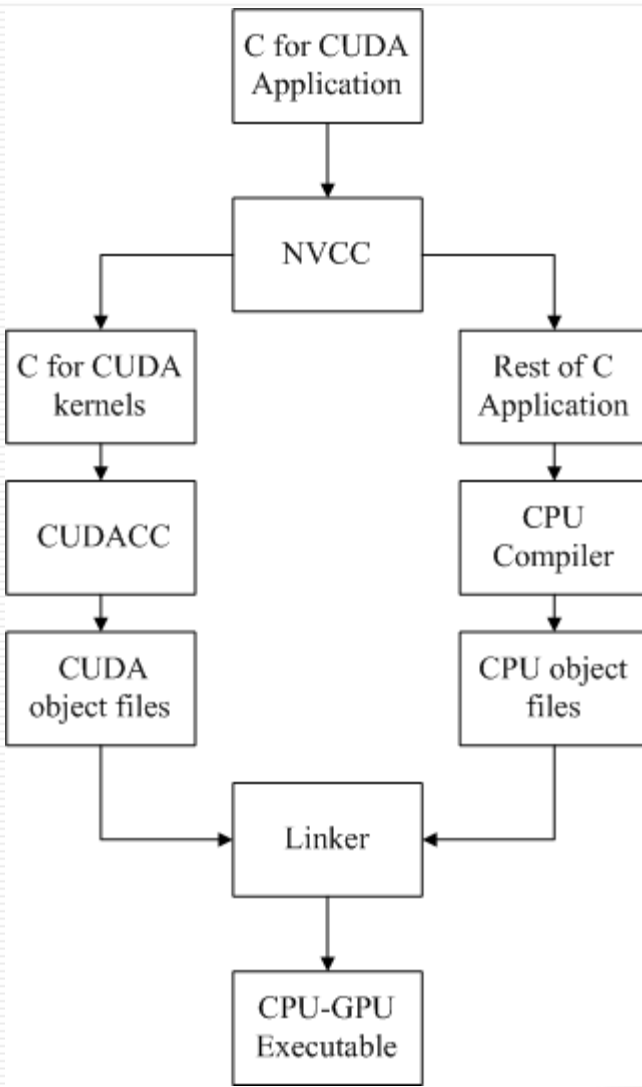 C for CUDA
Application
NVCC
C for CUDA
kernels
Rest of C
Application
CUDACC
CPU
Compiler
CUDA
object files
CPU object
files
Linker
CPU-GPU
Executable